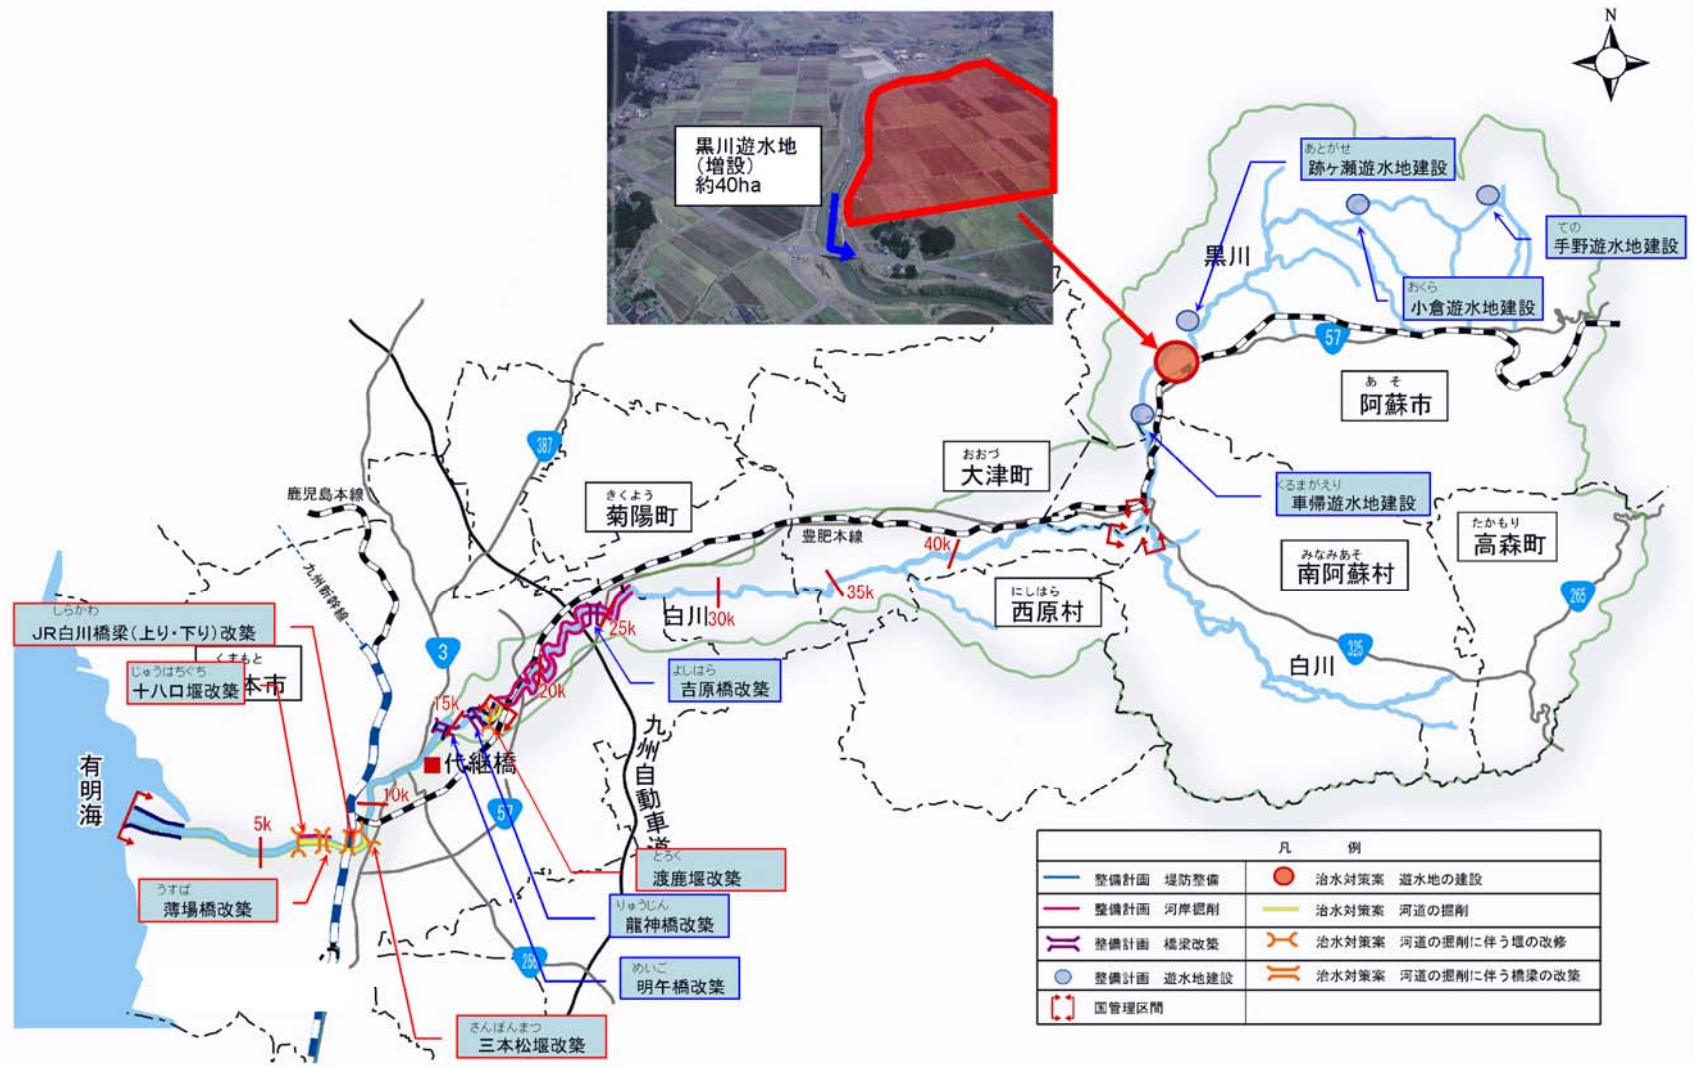 N
黒川遊水地
（増設）
約40ha
あとがせ
跡ヶ瀬遊水地建設
ての
手野遊水地建設
黒川
おくら
小倉遊水地建設
57
あ そ
阿蘇市
387
おおづ
大津町
鹿児島本線
きくよう
菊陽町
くるまがえり
車帰遊水地建設
たかもり
高森町
豊肥本線
40k
みなみあそ
南阿蘇村
九州新幹線
35k
にしはら
西原村
265
しらかわ
JR白川橋梁（上り・下り）改築
白川
30k
25k
3
325
くまもと
本市
じゅうはちぐち
十八口堰改築
よしはら
吉原橋改築
白川
20k
15k
有明海
代継橋
九州自動車道
10k
57
5k
とろく
渡鹿堰改築
うすば
薄場橋改築
りゅうじん
龍神橋改築
めいご
明午橋改築
さんぼんまつ
三本松堰改築
凡 例
整備計画 堤防整備
治水対策案 遊水地の建設
整備計画 河岸掘削
治水対策案 河道の掘削
整備計画 橋梁改築
治水対策案 河道の掘削に伴う堰の改修
整備計画 遊水地建設
治水対策案 河道の掘削に伴う橋梁の改築
国管理区間